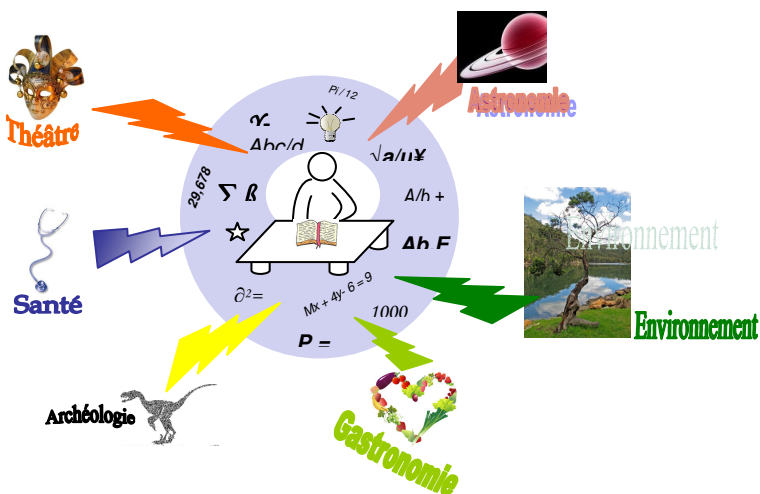 Théâtre
Astronomie
Pi / 12
Abc/d
√a/u¥
29,678
∑ ß
A/b +
Ab F
Environnement
Environnement
Santé
∂²=
Mx + 4y- 6 = 9
1000
P =
Archéologie
Gastronomie